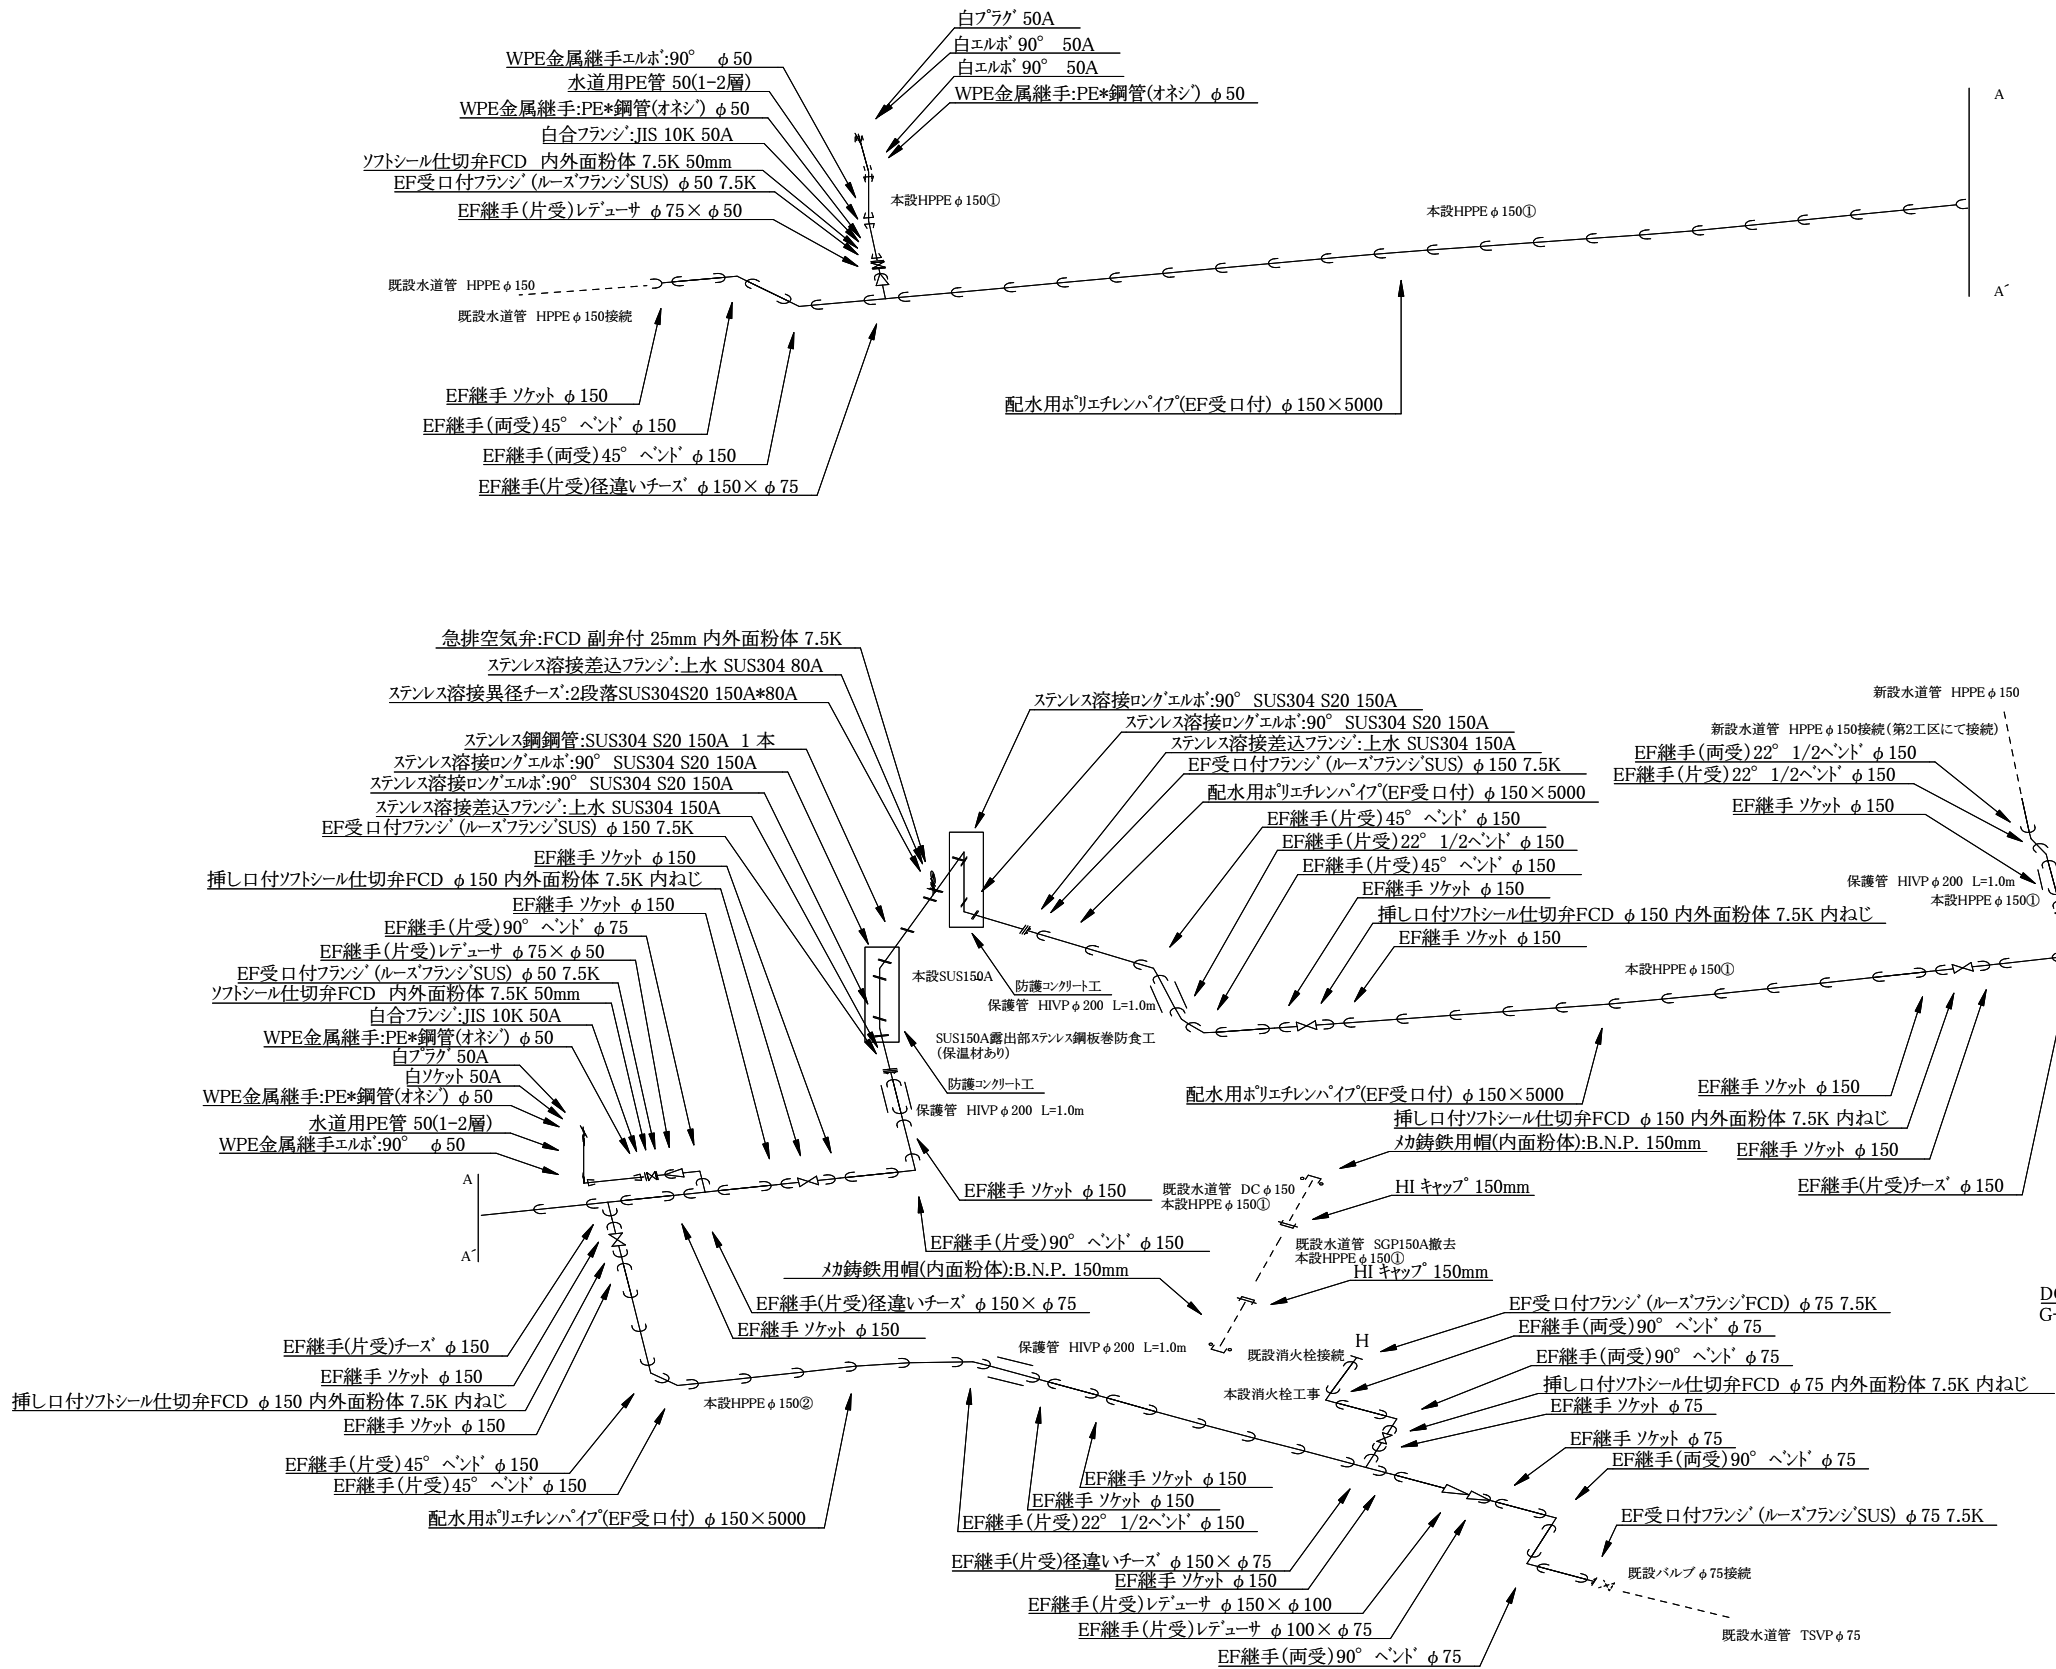 白プラグ 50A
白エルボ 90° 50A
白エルボ 90° 50A
WPE金属継手:PE*鋼管(オネジ) φ50
WPE金属継手エルボ:90° φ50
水道用PE管 50(1-2層)
WPE金属継手:PE*鋼管(オネジ) φ50
白合フランジ:JIS 10K 50A
ソフトシール仕切弁FCD 内外面粉体 7.5K 50mm
EF受口付フランジ(ルーズフランジSUS) φ50 7.5K
EF継手(片受)レデューサ φ75×φ50
本設HPPEφ150①
本設HPPEφ150①
A
A´
既設水道管 HPPEφ150
既設水道管 HPPEφ150接続
EF継手 ソケット φ150
EF継手(両受)45° ベンド φ150
EF継手(両受)45° ベンド φ150
EF継手(片受)径違いチーズ φ150×φ75
配水用ポリエチレンパイプ(EF受口付) φ150×5000
急排空気弁:FCD 副弁付 25mm 内外面粉体 7.5K
ステンレス溶接差込フランジ:上水 SUS304 80A
ステンレス溶接異径チーズ:2段落SUS304S20 150A*80A
ステンレス鋼鋼管:SUS304 S20 150A 1 本
ステンレス溶接ロングエルボ:90° SUS304 S20 150A
ステンレス溶接ロングエルボ:90° SUS304 S20 150A
ステンレス溶接差込フランジ:上水 SUS304 150A
EF受口付フランジ(ルーズフランジSUS) φ150 7.5K
EF継手 ソケット φ150
挿し口付ソフトシール仕切弁FCD φ150 内外面粉体 7.5K 内ねじ
EF継手 ソケット φ150
EF継手(片受)90° ベンド φ75
EF継手(片受)レデューサ φ75×φ50
EF受口付フランジ(ルーズフランジSUS) φ50 7.5K
ソフトシール仕切弁FCD 内外面粉体 7.5K 50mm
白合フランジ:JIS 10K 50A
WPE金属継手:PE*鋼管(オネジ) φ50
白プラグ 50A
白ソケット 50A
WPE金属継手:PE*鋼管(オネジ) φ50
水道用PE管 50(1-2層)
WPE金属継手エルボ:90° φ50
A
A´
ステンレス溶接ロングエルボ:90° SUS304 S20 150A
ステンレス溶接ロングエルボ:90° SUS304 S20 150A
ステンレス溶接差込フランジ:上水 SUS304 150A
EF受口付フランジ(ルーズフランジSUS) φ150 7.5K
配水用ポリエチレンパイプ(EF受口付) φ150×5000
EF継手(片受)45° ベンド φ150
EF継手(片受)22° 1/2ベンド φ150
EF継手(片受)45° ベンド φ150
EF継手 ソケット φ150
挿し口付ソフトシール仕切弁FCD φ150 内外面粉体 7.5K 内ねじ
EF継手 ソケット φ150
新設水道管 HPPEφ150
新設水道管 HPPEφ150接続(第2工区にて接続)
EF継手(両受)22° 1/2ベンド φ150
EF継手(片受)22° 1/2ベンド φ150
EF継手 ソケット φ150
保護管 HIVPφ200 L=1.0m
本設HPPEφ150①
本設HPPEφ150①
本設SUS150A
防護コンクリート工
保護管 HIVPφ200 L=1.0m
SUS150A露出部ステンレス鋼板巻防食工
(保温材あり)
防護コンクリート工
保護管 HIVPφ200 L=1.0m
配水用ポリエチレンパイプ(EF受口付) φ150×5000
EF継手 ソケット φ150
挿し口付ソフトシール仕切弁FCD φ150 内外面粉体 7.5K 内ねじ
メカ鋳鉄用帽(内面粉体):B.N.P. 150mm
EF継手 ソケット φ150
EF継手(片受)チーズ φ150
EF継手 ソケット φ150
既設水道管 DCφ150
本設HPPEφ150①
HI キャップ 150mm
EF継手(片受)90° ベンド φ150
既設水道管 SGP150A撤去
本設HPPEφ150①
HI キャップ 150mm
メカ鋳鉄用帽(内面粉体):B.N.P. 150mm
EF継手(片受)径違いチーズ φ150×φ75
EF継手 ソケット φ150
EF継手(片受)チーズ φ150
EF継手 ソケット φ150
挿し口付ソフトシール仕切弁FCD φ150 内外面粉体 7.5K 内ねじ
EF継手 ソケット φ150
EF継手(片受)45° ベンド φ150
EF継手(片受)45° ベンド φ150
配水用ポリエチレンパイプ(EF受口付) φ150×5000
本設HPPEφ150②
保護管 HIVPφ200 L=1.0m
H
既設消火栓接続
本設消火栓工事
EF受口付フランジ(ルーズフランジFCD) φ75 7.5K
EF継手(両受)90° ベンド φ75
EF継手(両受)90° ベンド φ75
挿し口付ソフトシール仕切弁FCD φ75 内外面粉体 7.5K 内ねじ
EF継手 ソケット φ75
EF継手 ソケット φ75
EF継手(両受)90° ベンド φ75
EF受口付フランジ(ルーズフランジSUS) φ75 7.5K
既設バルブφ75接続
既設水道管 TSVPφ75
EF継手 ソケット φ150
EF継手 ソケット φ150
EF継手(片受)22° 1/2ベンド φ150
EF継手(片受)径違いチーズ φ150×φ75
EF継手 ソケット φ150
EF継手(片受)レデューサ φ150×φ100
EF継手(片受)レデューサ φ100×φ75
EF継手(両受)90° ベンド φ75